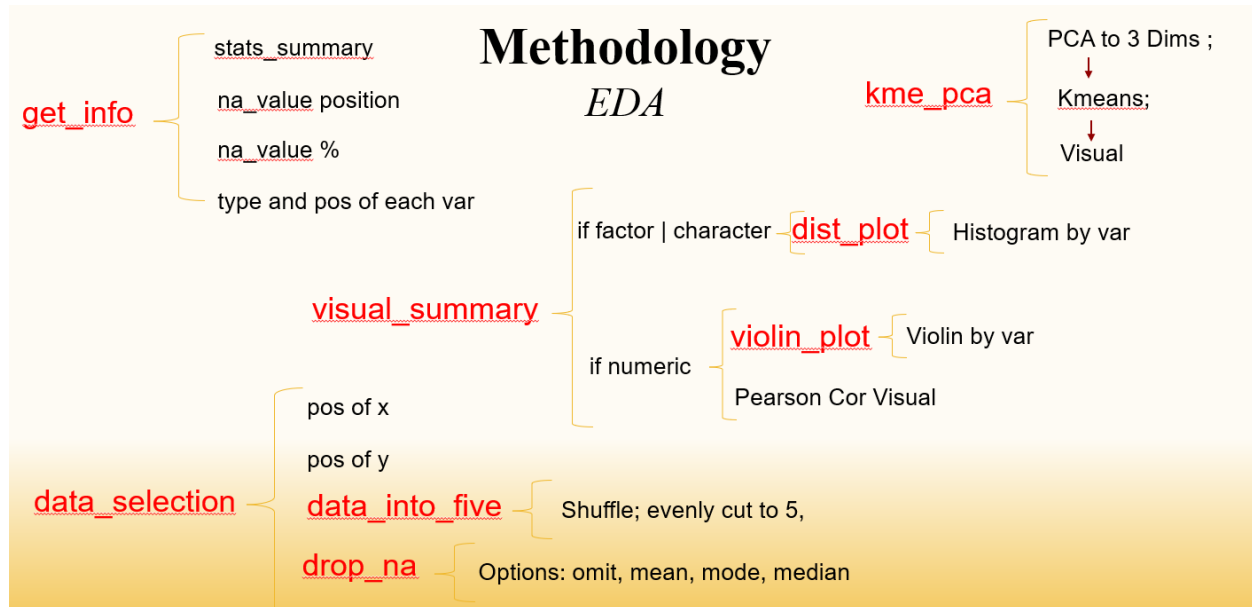 Methodology
EDA
get_info
stats_summary
na_value position
na_value %
type and pos of each var
kme_pca
PCA to 3 Dims ;
Kmeans;
Visual
visual_summary
if factor | character
dist_plot
Histogram by var
if numeric
violin_plot
Violin by var
Pearson Cor Visual
data_selection
pos of x
pos of y
data_into_five
Shuffle; evenly cut to 5,
drop_na
Options: omit, mean, mode, median